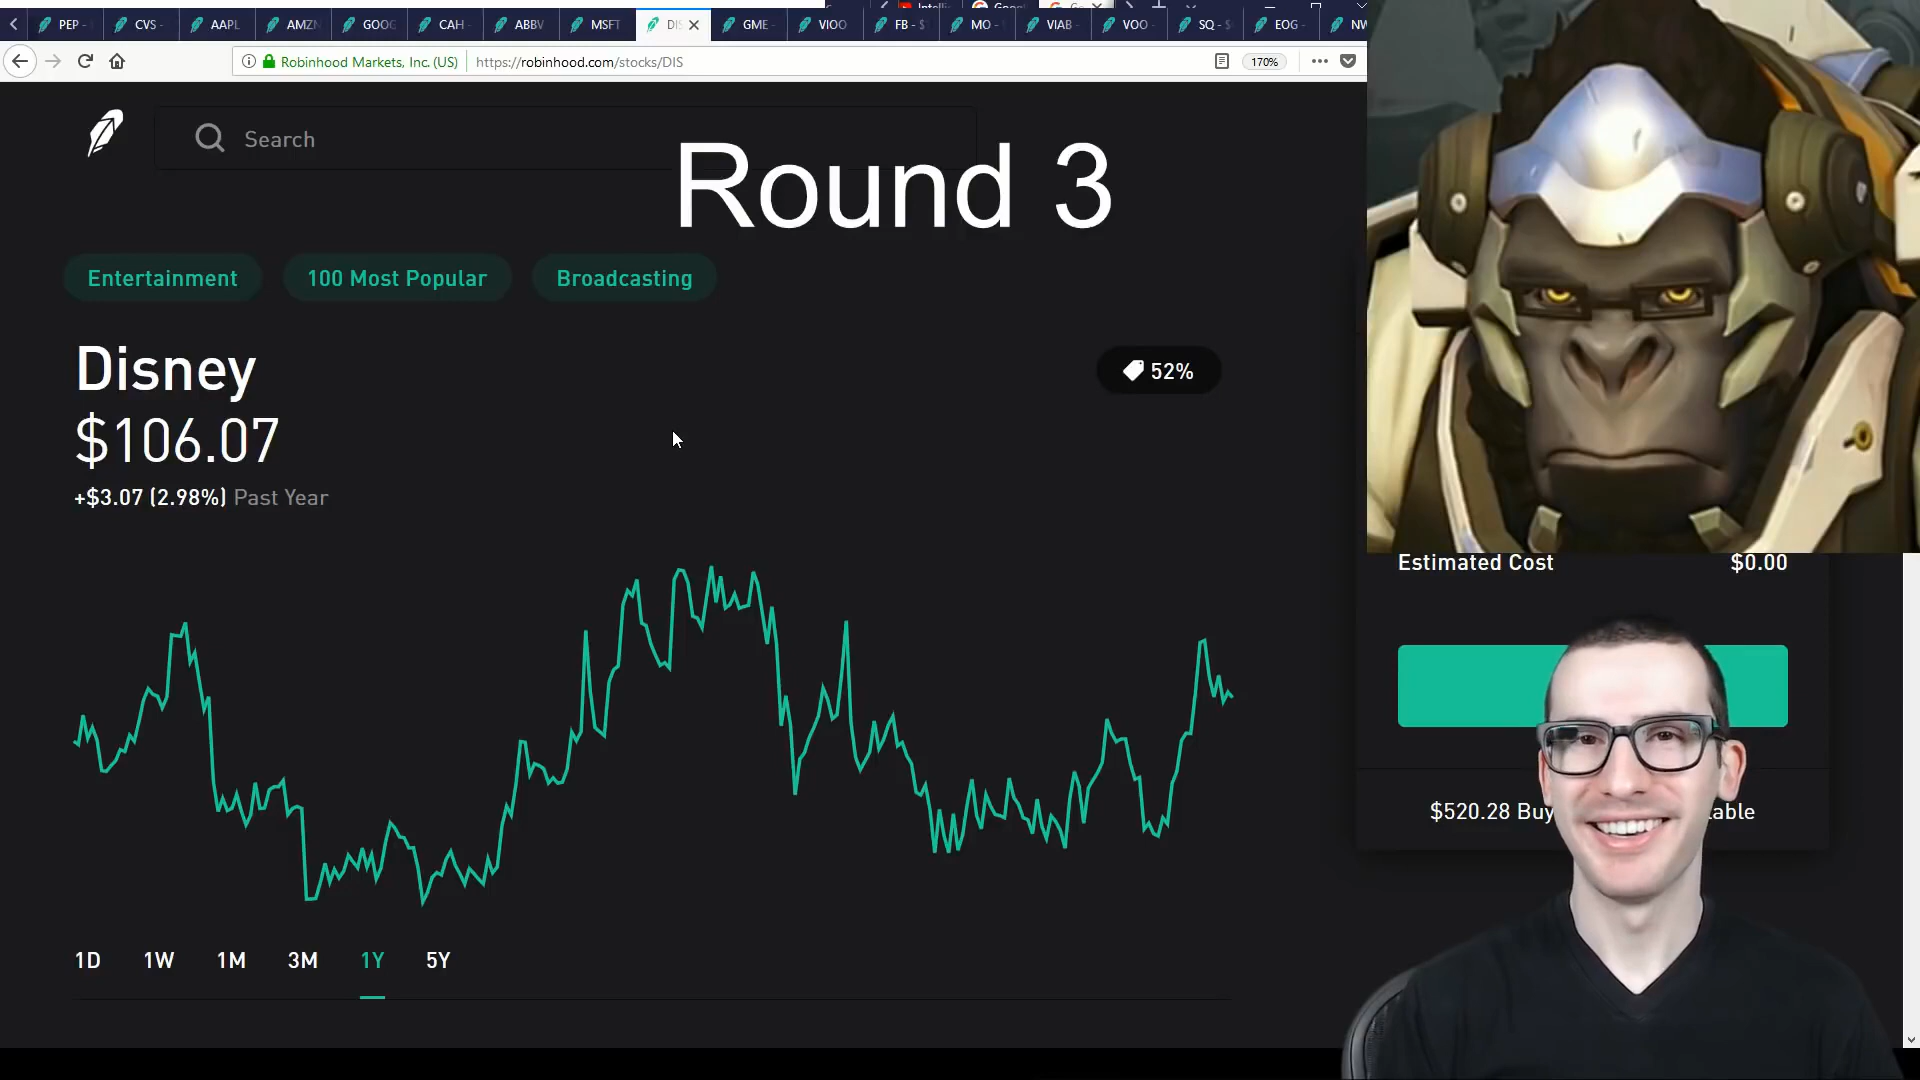 PEP -
CVS -
AAPL
AMZN
GOOG
CAH -
ABBV
MSFT
DIS
GME -
VIOO
FB - $
MO -
VIAB
VOO -
SQ - $
EOG -
NW
Robinhood Markets, Inc. (US)
https://robinhood.com/stocks/DIS
170%
Search
Round 3
Entertainment
100 Most Popular
Broadcasting
Disney
52%
$106.07
+$3.07 (2.98%) Past Year
Estimated Cost
$0.00
$520.28 Buy
lable
1D
1W
1M
3M
1Y
5Y